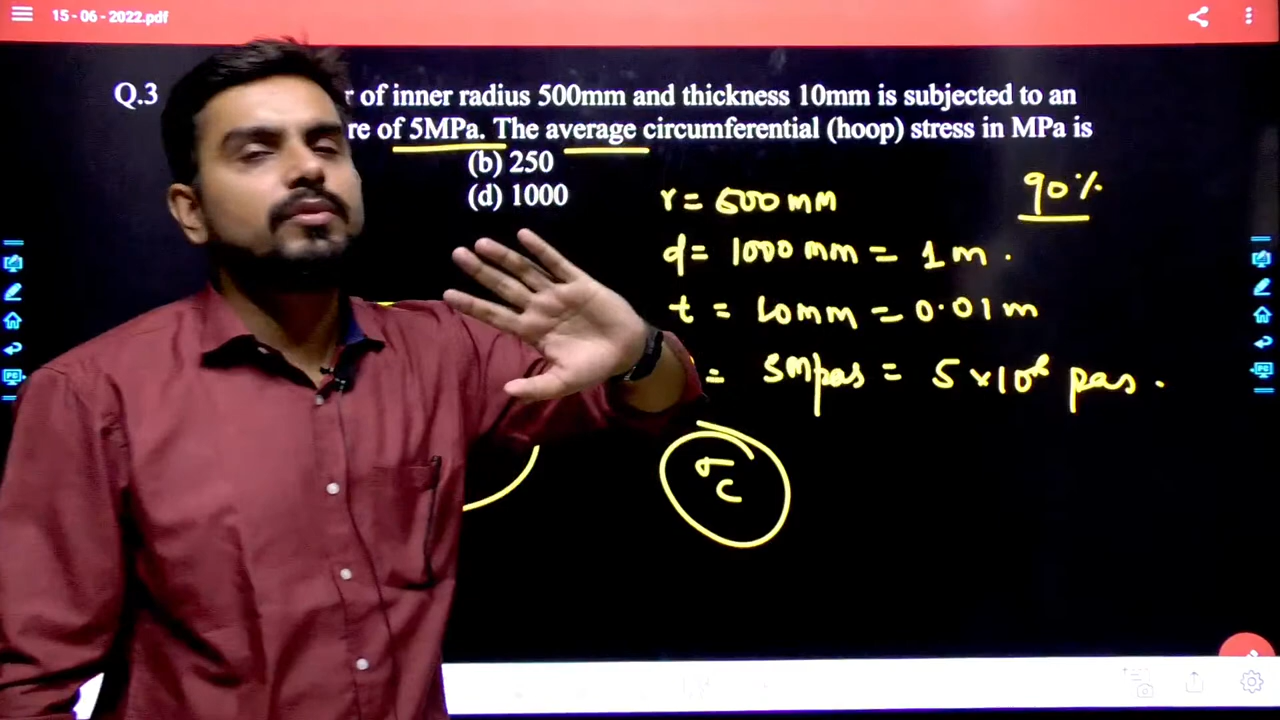 15 - 06 - 2022.pdf
Q.3 r of inner radius 500mm and thickness 10mm is subjected to an
re of 5MPa. The average circumferential (hoop) stress in MPa is
(b) 250
(d) 1000
90%
r = 500 mm
d = 1000 mm = 1 m.
t = 10mm = 0.01 m
= 5 mpas = 5 × 10⁶ pas.
σc